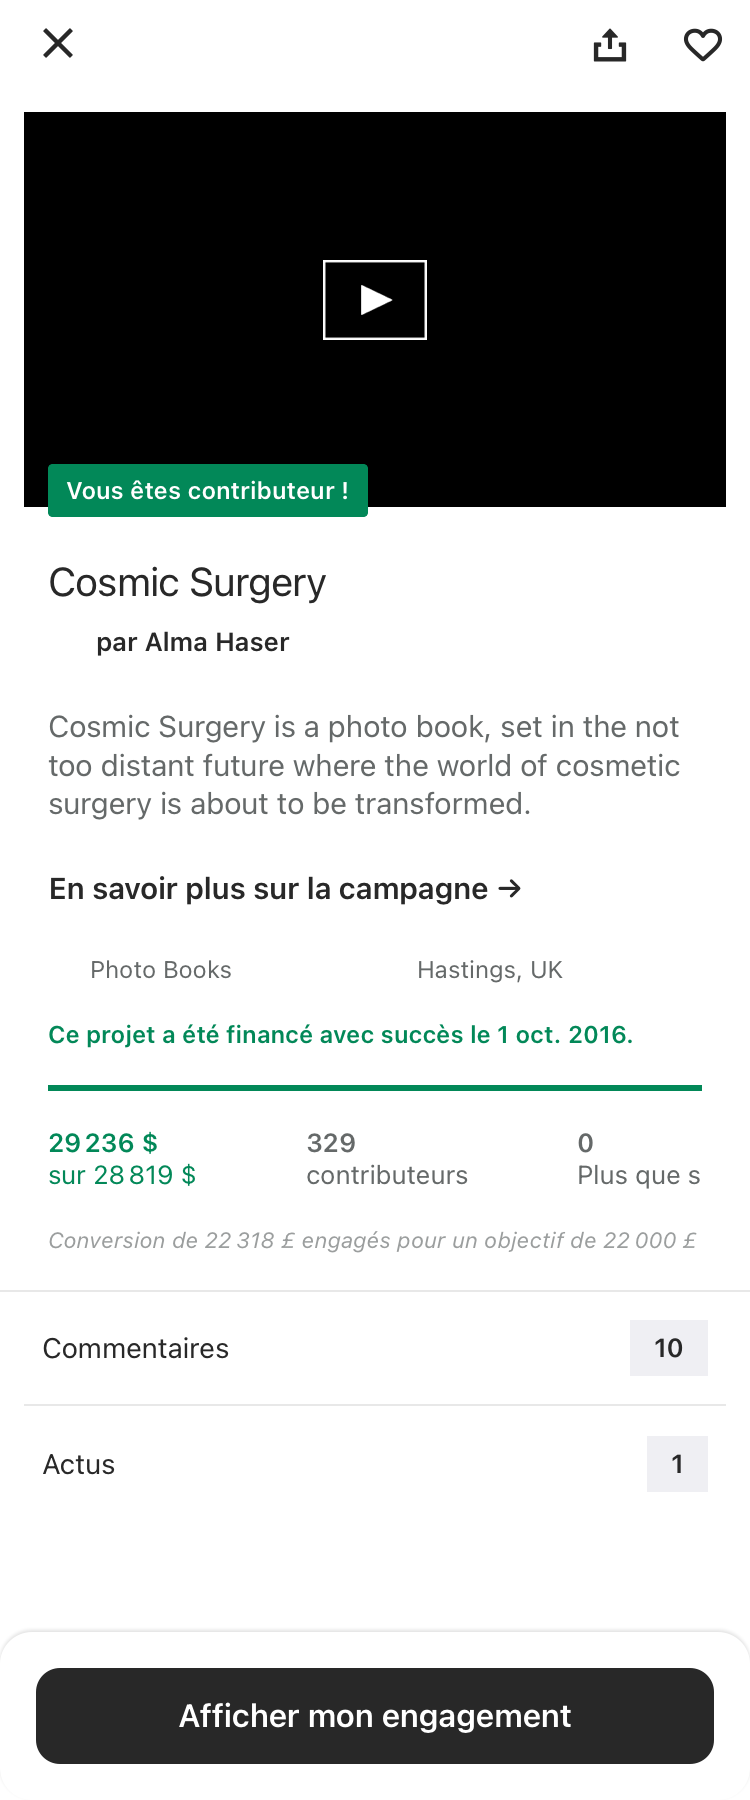 Vous êtes contributeur !
Cosmic Surgery
par Alma Haser
Cosmic Surgery is a photo book, set in the not
too distant future where the world of cosmetic
surgery is about to be transformed.
En savoir plus sur la campagne →
Photo Books
Hastings, UK
Ce projet a été financé avec succès le 1 oct. 2016.
29 236 $
sur 28 819 $
329
contributeurs
0
Plus que s
Conversion de 22 318 £ engagés pour un objectif de 22 000 £
Commentaires
10
Actus
1
Afficher mon engagement